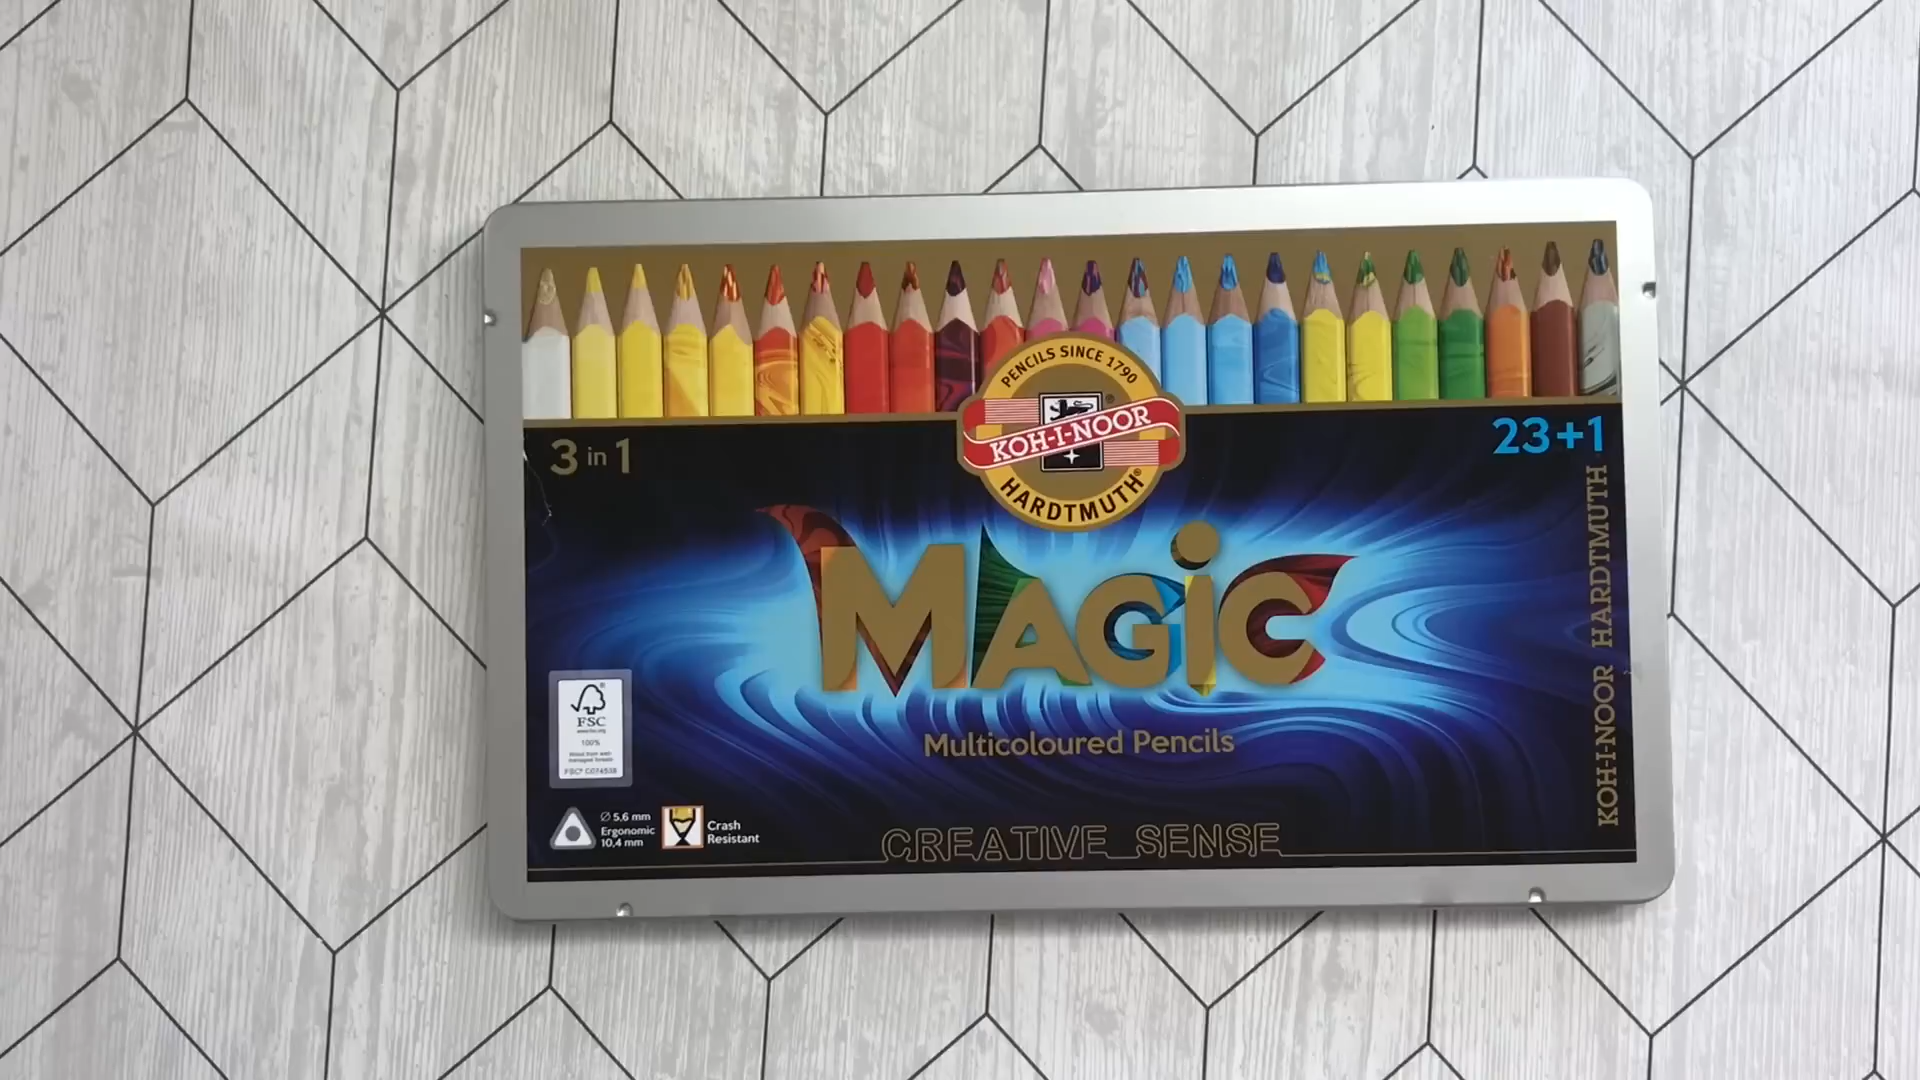 PENCILS SINCE 1790
KOH-I-NOOR®
HARDTMUTH®
3 in 1
23+1
MAGiC
Multicoloured Pencils
KOH-I-NOOR HARDTMUTH
FSC
100%
Ø 5.6 mm
Ergonomic
10,4 mm
Crash
Resistant
CREATIVE SENSE